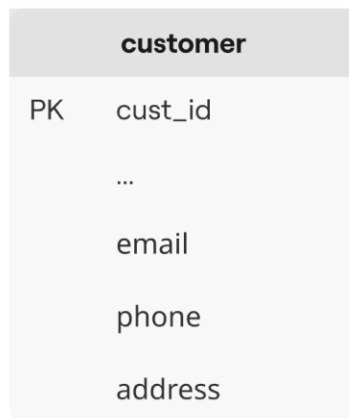 customer
PK cust_id
...
email
phone
address